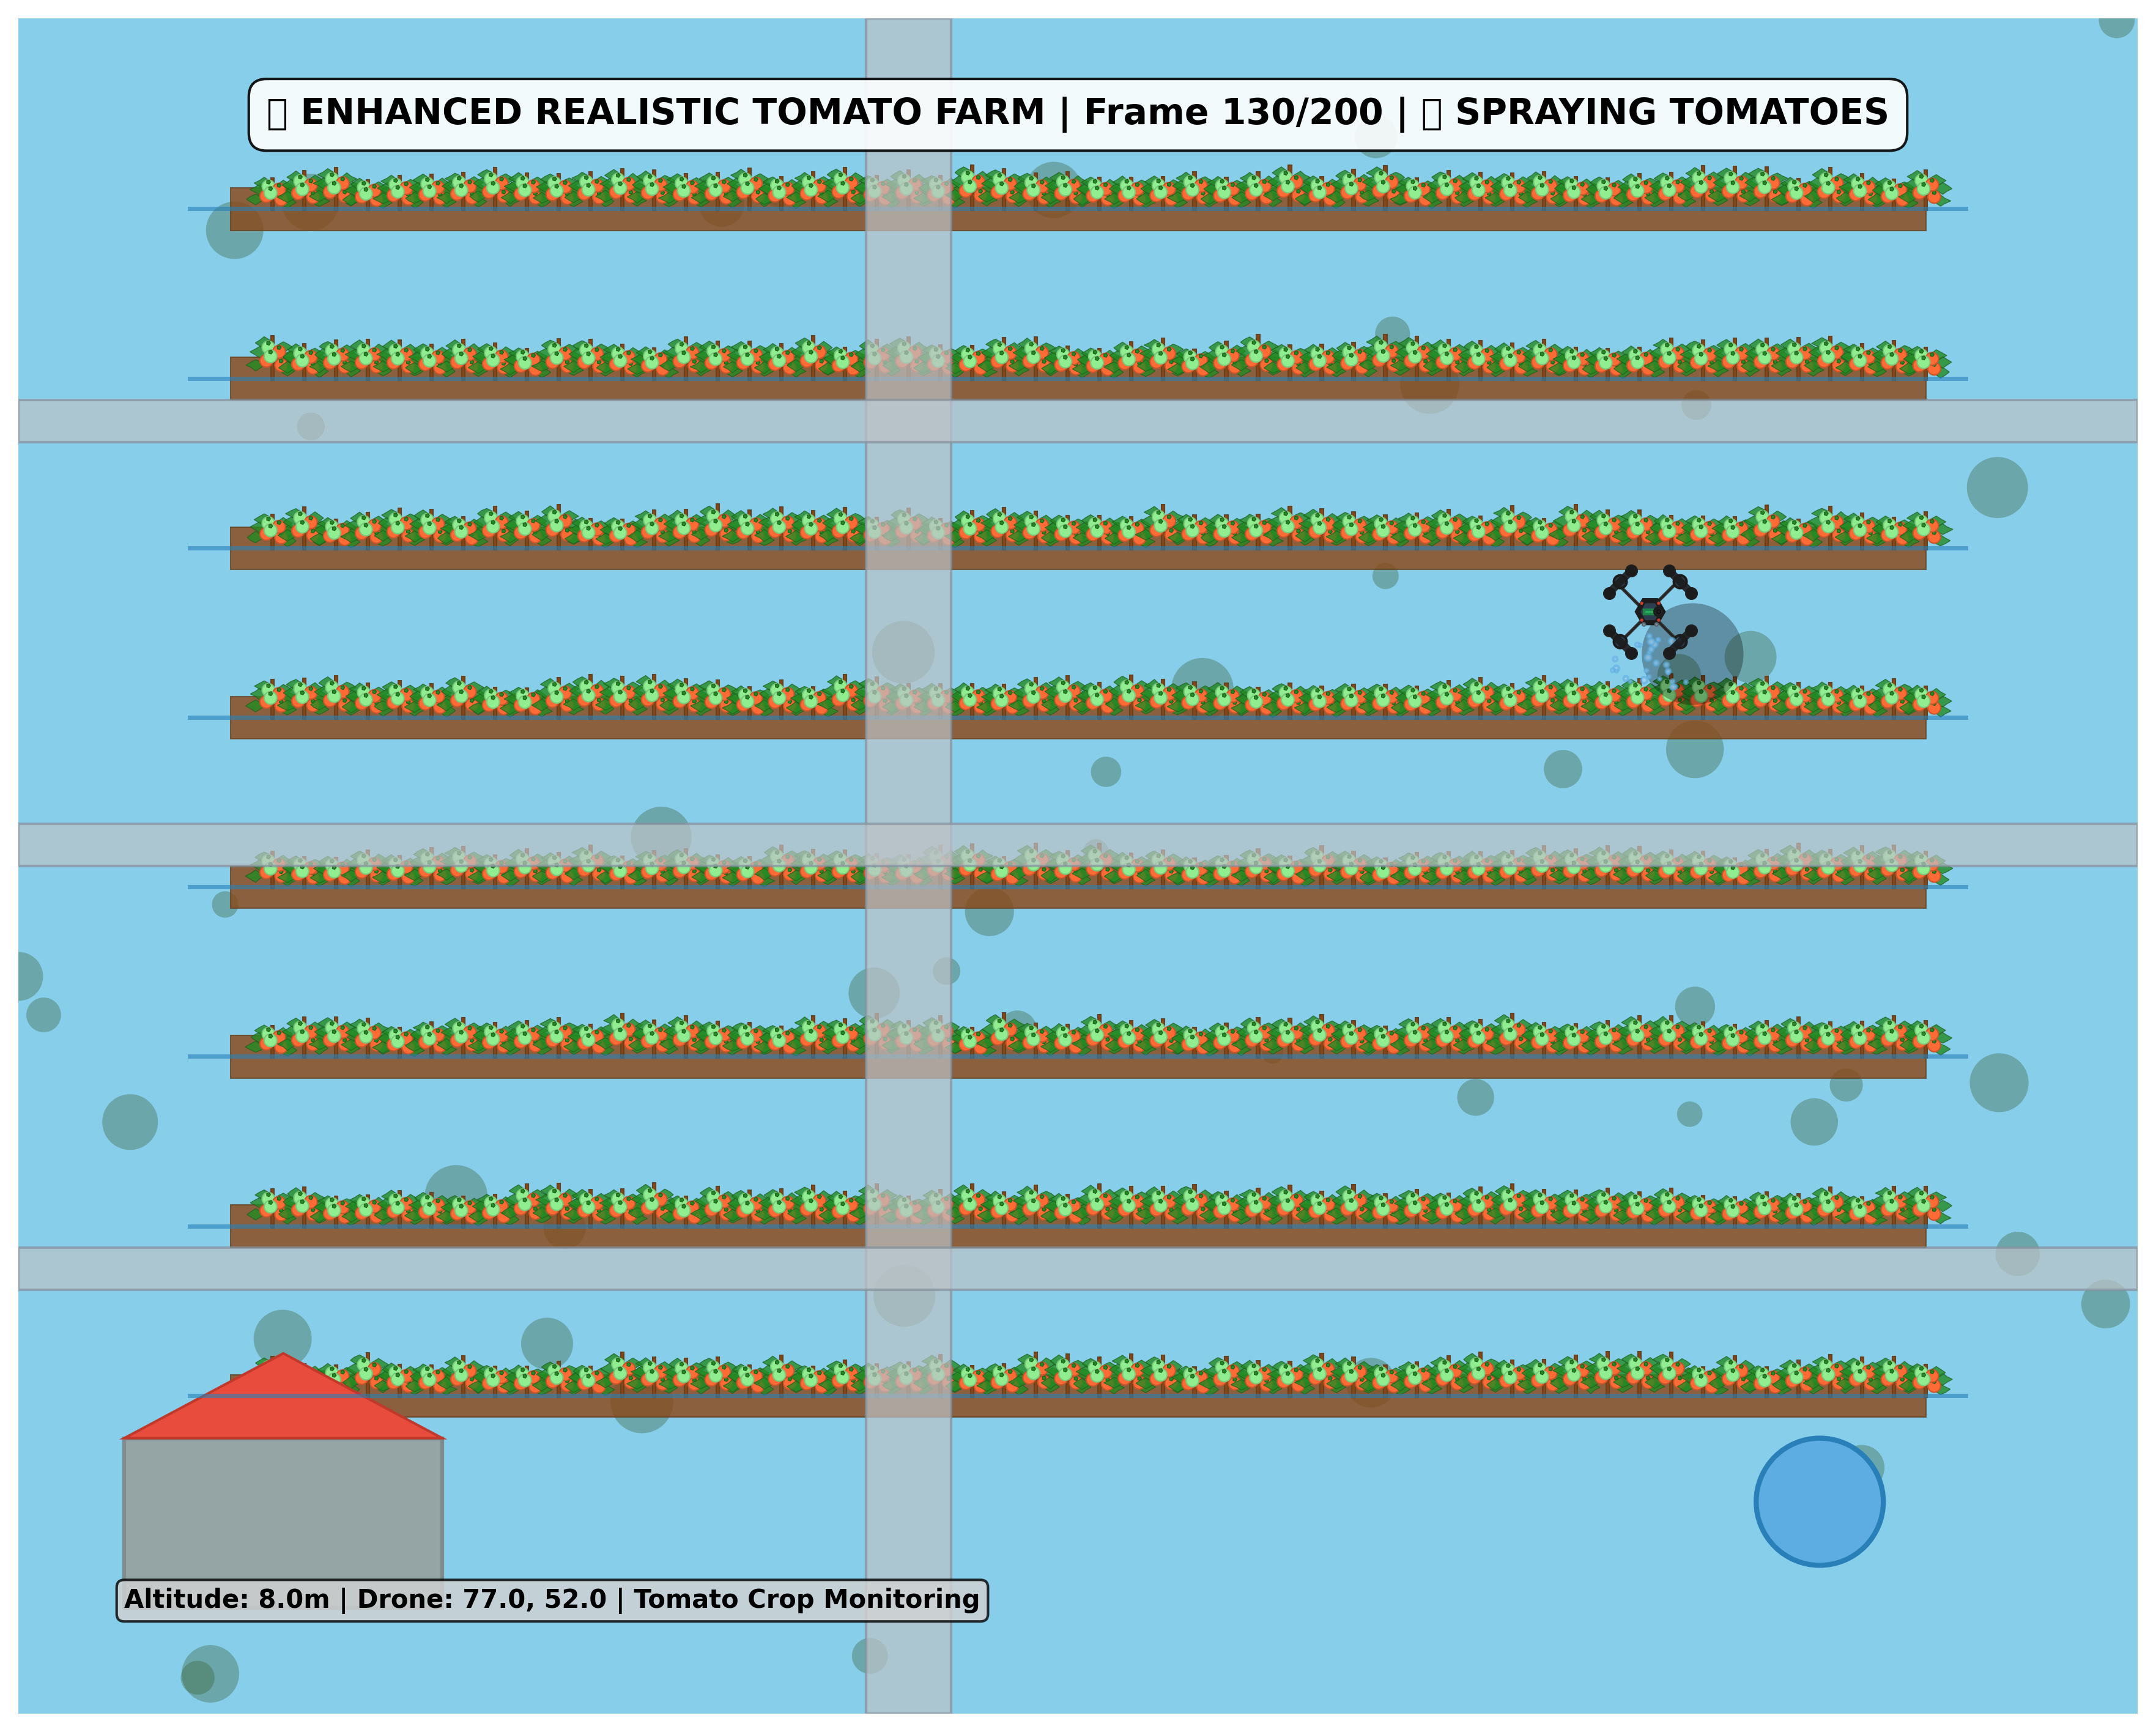 ▯ ENHANCED REALISTIC TOMATO FARM | Frame 130/200 | ▯ SPRAYING TOMATOES
Altitude: 8.0m | Drone: 77.0, 52.0 | Tomato Crop Monitoring